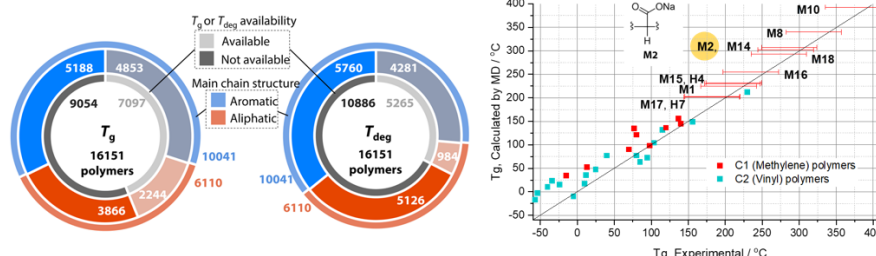 Tg or Tdeg availability
Available
Not available
Main chain structure
Aromatic
Aliphatic
5188
4853
9054
7097
Tg
16151
polymers
2244
3866
10041
6110
5760
4281
10886
5265
Tdeg
16151
polymers
984
5126
10041
6110
Tg, Calculated by MD / °C
400
350
300
250
200
150
100
50
0
-50
O
ONa
H
M2
M10
M8
M2, M14
M18
M16
M15, H4
M1
M17, H7
C1 (Methylene) polymers
C2 (Vinyl) polymers
-50 0 50 100 150 200 250 300 350 400
Tg, Experimental / °C